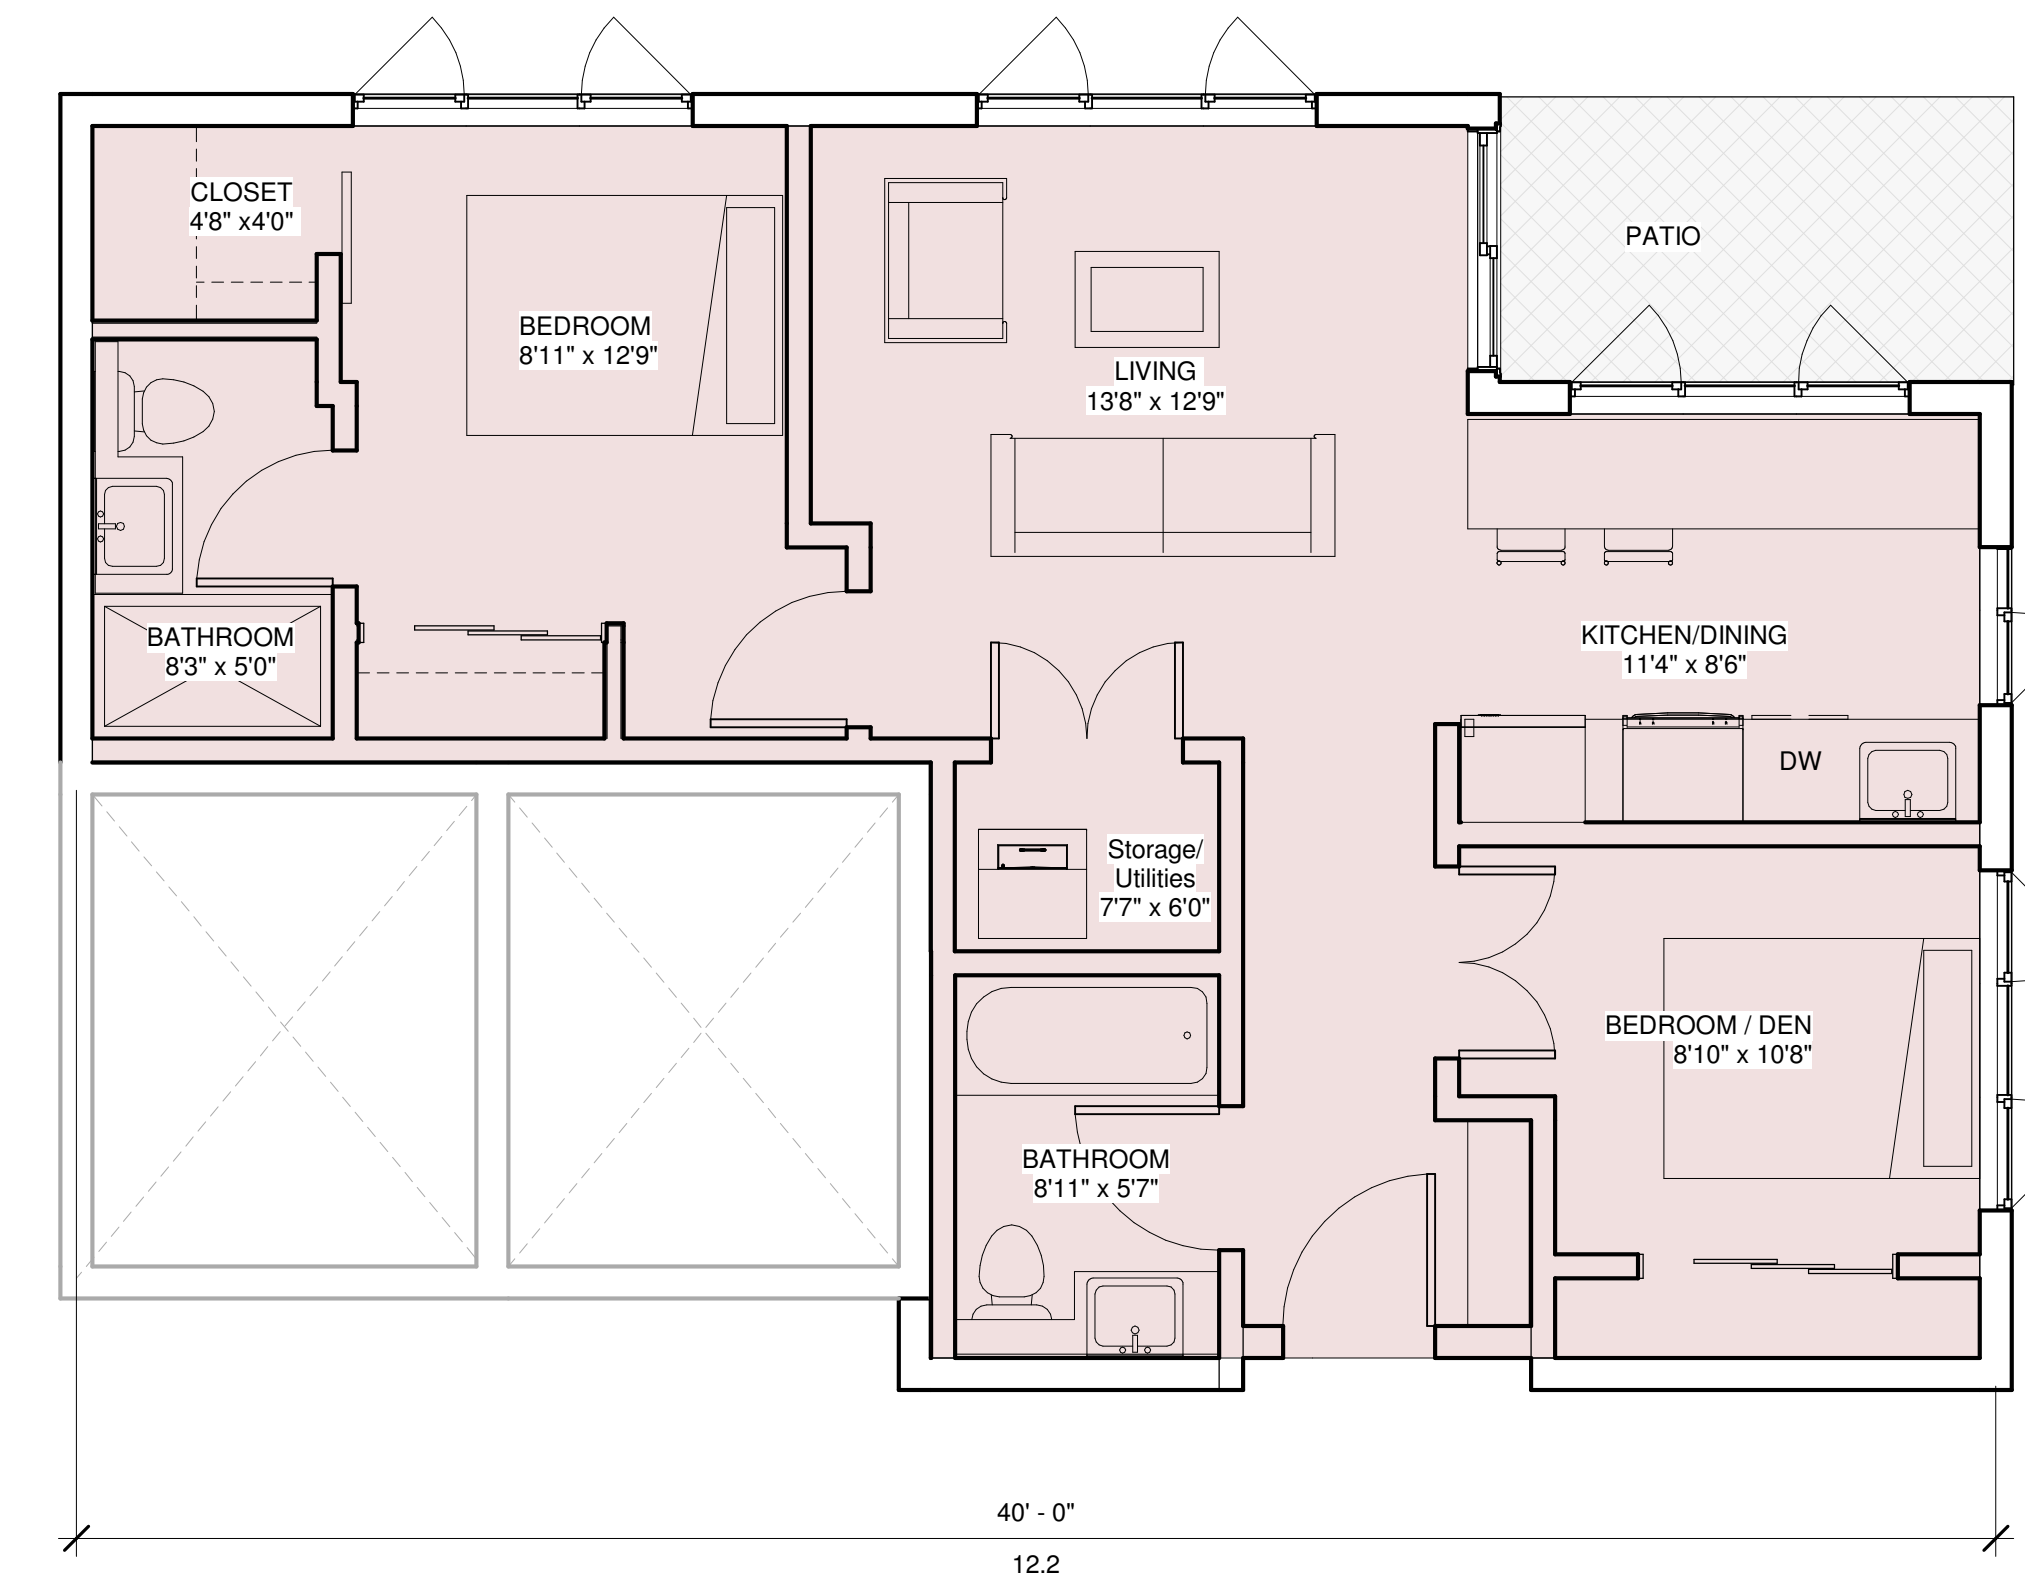 CLOSET
4'8" x4'0"
PATIO
BEDROOM
8'11" x 12'9"
LIVING
13'8" x 12'9"
BATHROOM
8'3" x 5'0"
KITCHEN/DINING
11'4" x 8'6"
DW
Storage/
Utilities
7'7" x 6'0"
BEDROOM / DEN
8'10" x 10'8"
BATHROOM
8'11" x 5'7"
40' - 0"
12.2